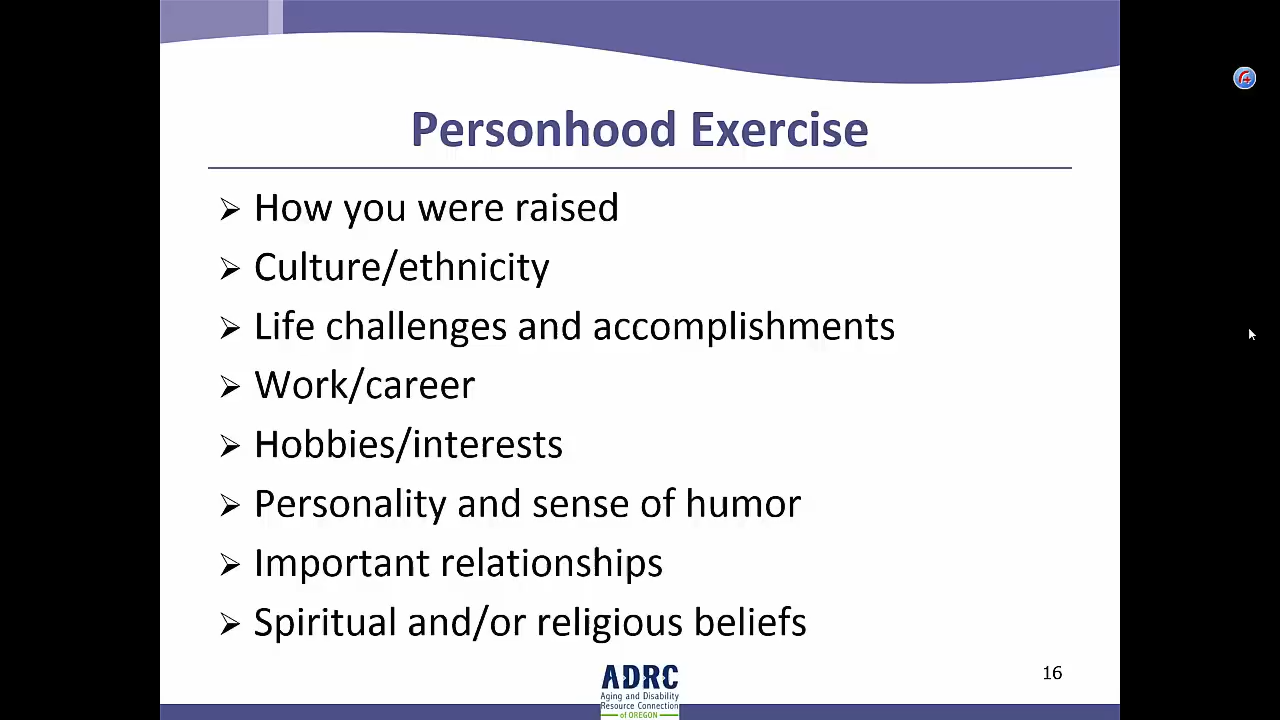 Personhood Exercise
How you were raised
Culture/ethnicity
Life challenges and accomplishments
Work/career
Hobbies/interests
Personality and sense of humor
Important relationships
Spiritual and/or religious beliefs
ADRC
Aging and Disability
Resource Connection
of OREGON
16